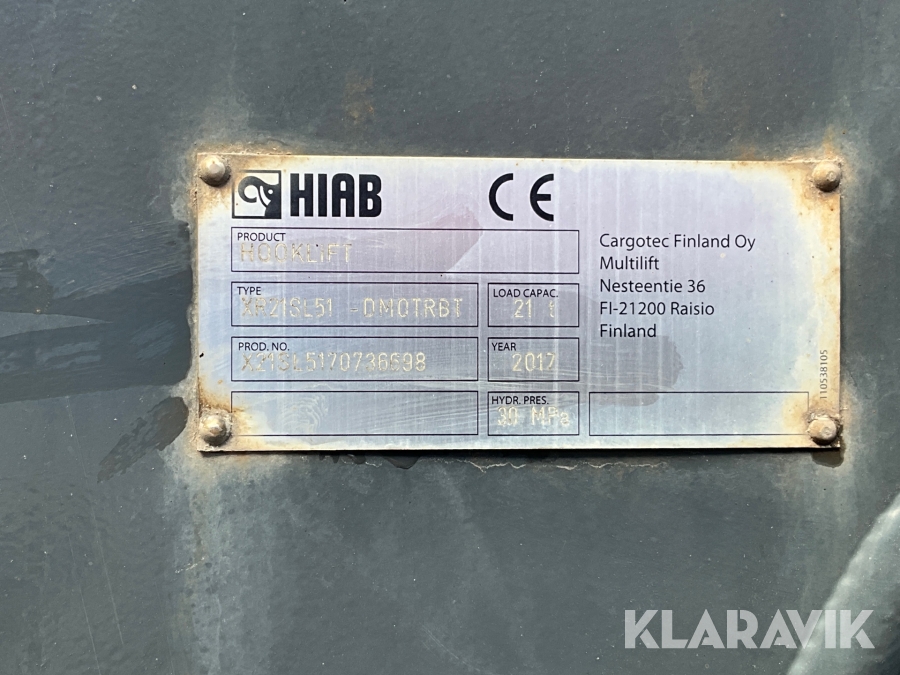 HIAB
CE
PRODUCT
HOOKLIFT
TYPE
XR21SL51 -DMOTRBT
LOAD CAPAC.
21 t
PROD. NO.
YEAR
2017
HYDR. PRES.
30 MPa
Cargotec Finland Oy
Multilift
Nesteentie 36
FI-21200 Raisio
Finland
110538105
KLARAVIK